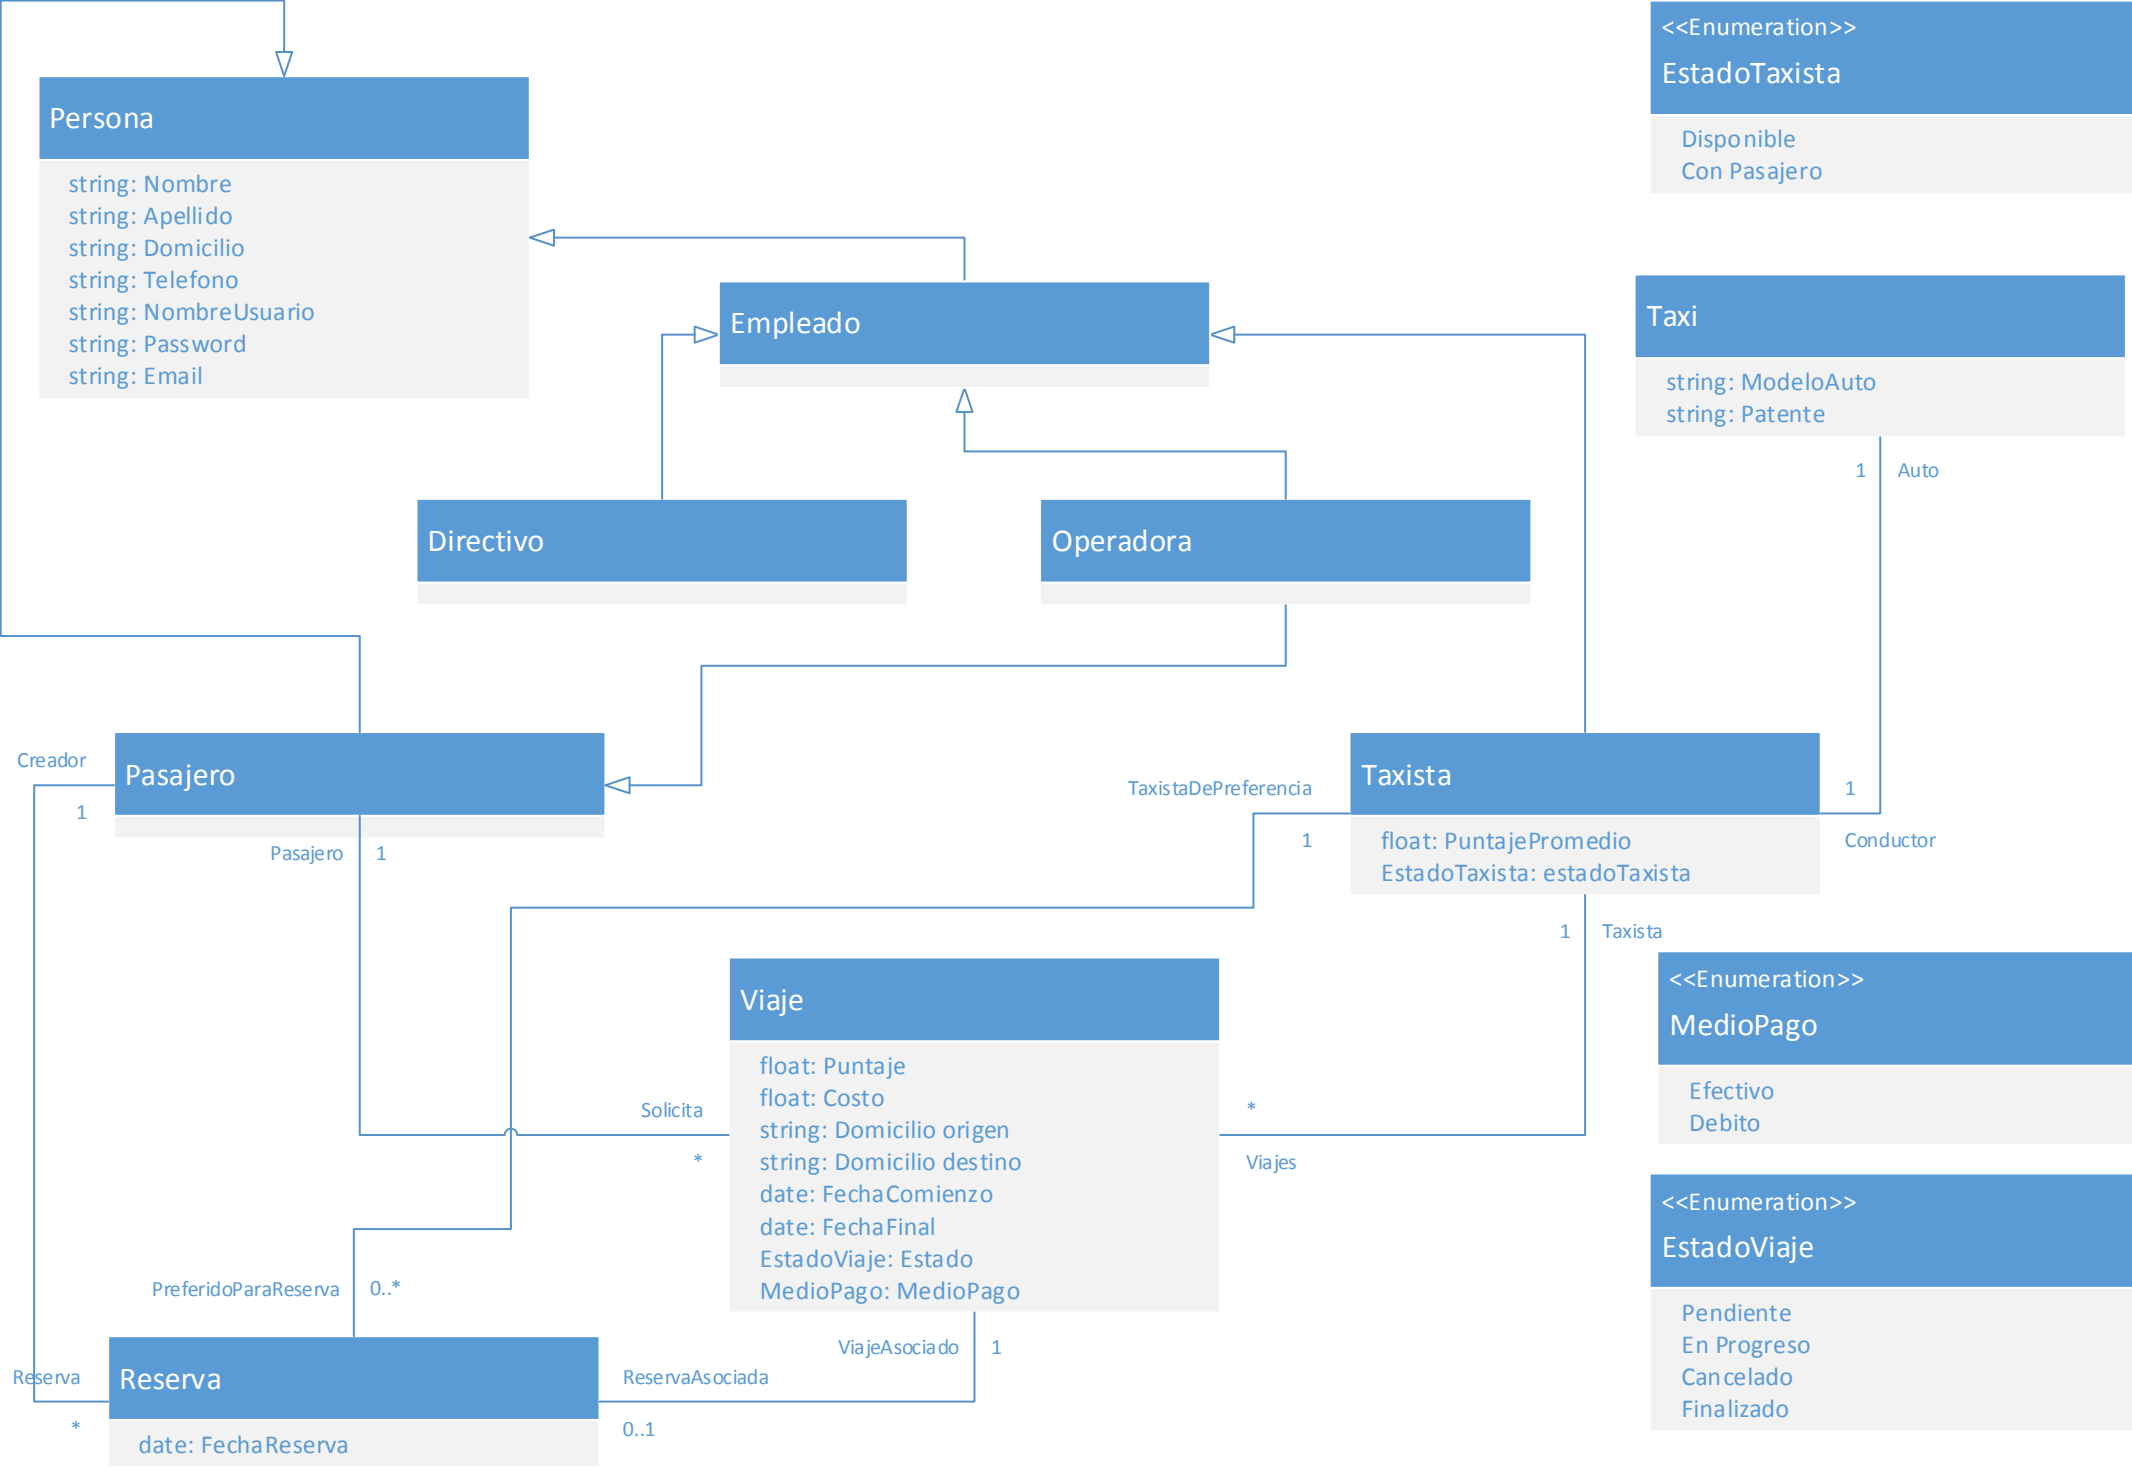 <<Enumeration>>
EstadoTaxista
Disponible
Con Pasajero
Persona
string: Nombre
string: Apellido
string: Domicilio
string: Telefono
string: NombreUsuario
string: Password
string: Email
Empleado
Taxi
string: ModeloAuto
string: Patente
1
Auto
Directivo
Operadora
Creador
1
Pasajero
Pasajero
1
TaxistaDePreferencia
1
Taxista
float: PuntajePromedio
EstadoTaxista: estadoTaxista
1
Conductor
1
Taxista
Viaje
float: Puntaje
float: Costo
string: Domicilio origen
string: Domicilio destino
date: FechaComienzo
date: FechaFinal
EstadoViaje: Estado
MedioPago: MedioPago
Solicita
*
*
Viajes
<<Enumeration>>
MedioPago
Efectivo
Debito
<<Enumeration>>
EstadoViaje
Pendiente
En Progreso
Cancelado
Finalizado
PreferidoParaReserva
0..*
ViajeAsociado
1
Reserva
*
Reserva
date: FechaReserva
ReservaAsociada
0..1